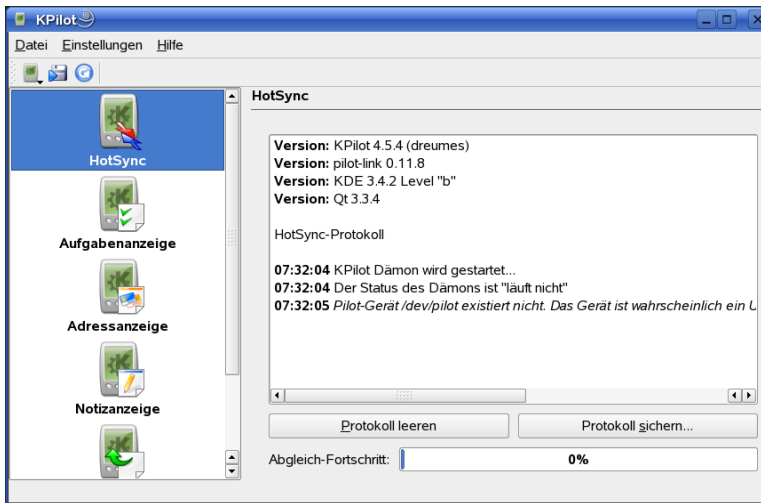 KPilot
Datei Einstellungen Hilfe
HotSync
Aufgabenanzeige
Adressanzeige
Notizanzeige
HotSync
Version: KPilot 4.5.4 (dreumes)
Version: pilot-link 0.11.8
Version: KDE 3.4.2 Level "b"
Version: Qt 3.3.4
HotSync-Protokoll
07:32:04 KPilot Dämon wird gestartet...
07:32:04 Der Status des Dämons ist "läuft nicht"
07:32:05 Pilot-Gerät /dev/pilot existiert nicht. Das Gerät ist wahrscheinlich ein U
Protokoll leeren
Protokoll sichern...
Abgleich-Fortschritt:
0%